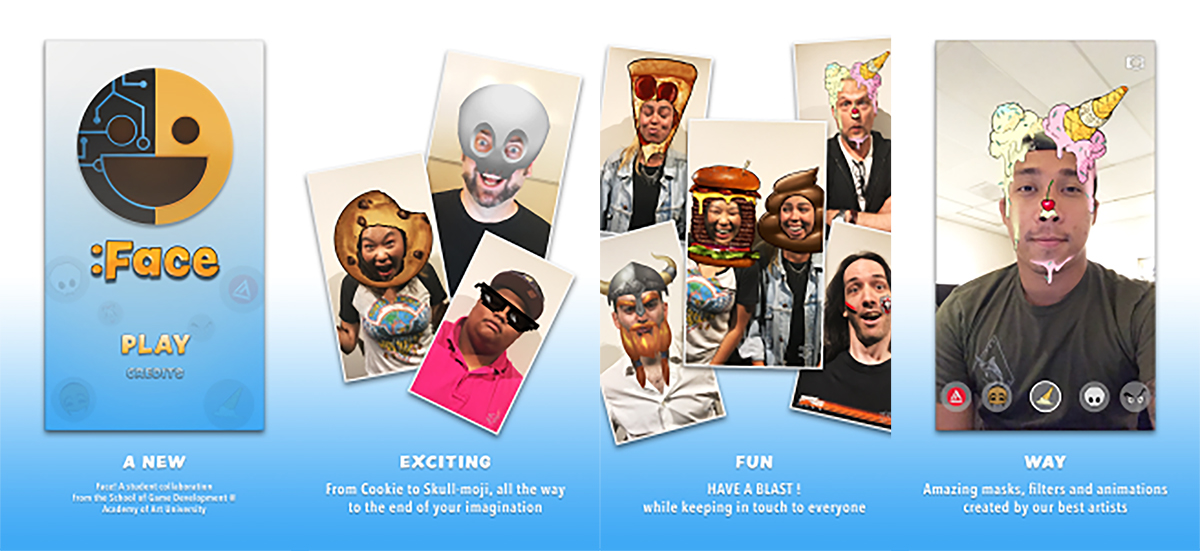 :Face
PLAY
CREDITS
A NEW
Face! A student collaboration
from the School of Game Development @
Academy of Art University
EXCITING
From Cookie to Skull-moji, all the way
to the end of your imagination
FUN
HAVE A BLAST !
while keeping in touch to everyone
WAY
Amazing masks, filters and animations
created by our best artists